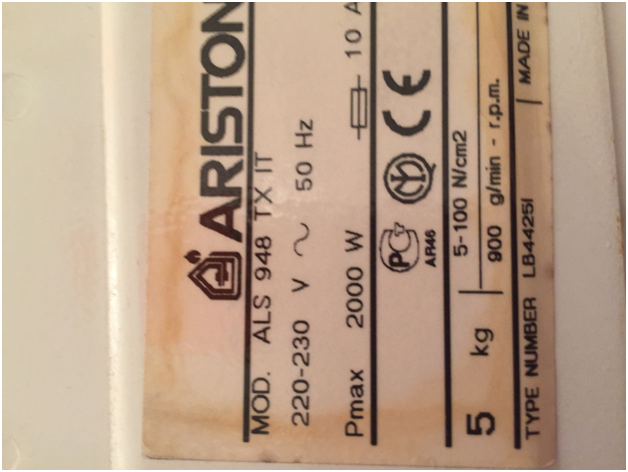 ARISTON
MOD. ALS 948 TX IT
220-230 V ~ 50 Hz
Pmax 2000 W 10 A
AR46
5 kg
5-100 N/cm2
900 g/min - r.p.m.
TYPE NUMBER LB4425I MADE IN